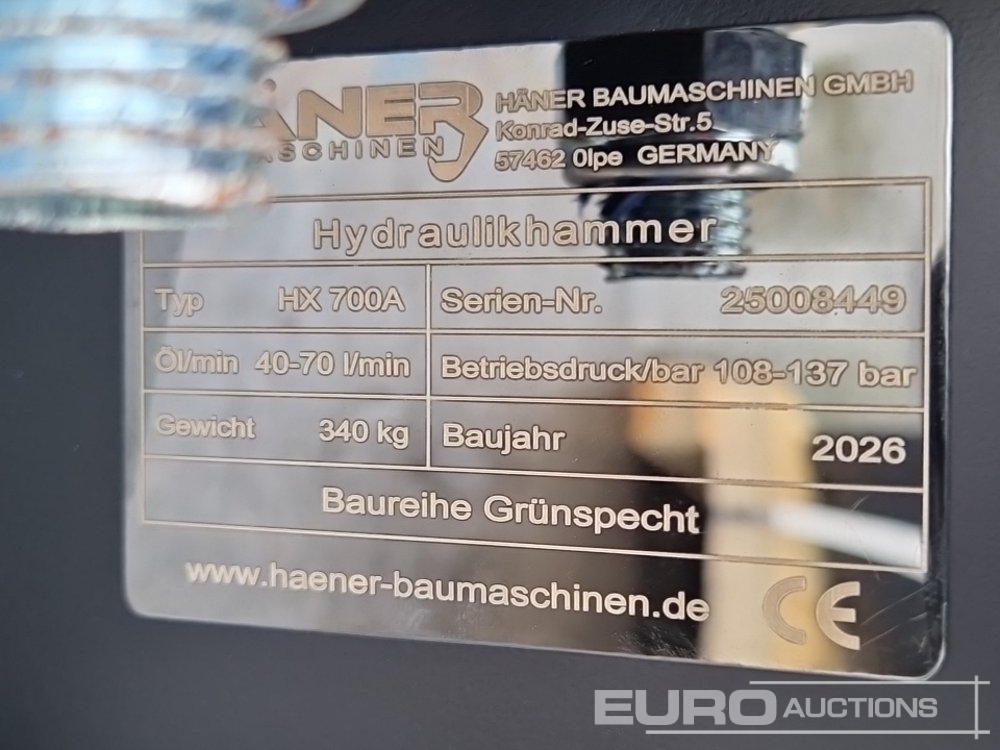 ÄNER
ASCHINEN
HÄNER BAUMASCHINEN GMBH
Konrad-Zuse-Str.5
57462 Olpe GERMANY
Hydraulikhammer
Typ HX 700A
Serien-Nr. 25008449
Öl/min 40-70 l/min
Betriebsdruck/bar 108-137 bar
Gewicht 340 kg
Baujahr 2026
Baureihe Grünspecht
www.haener-baumaschinen.de
CE
EURO AUCTIONS